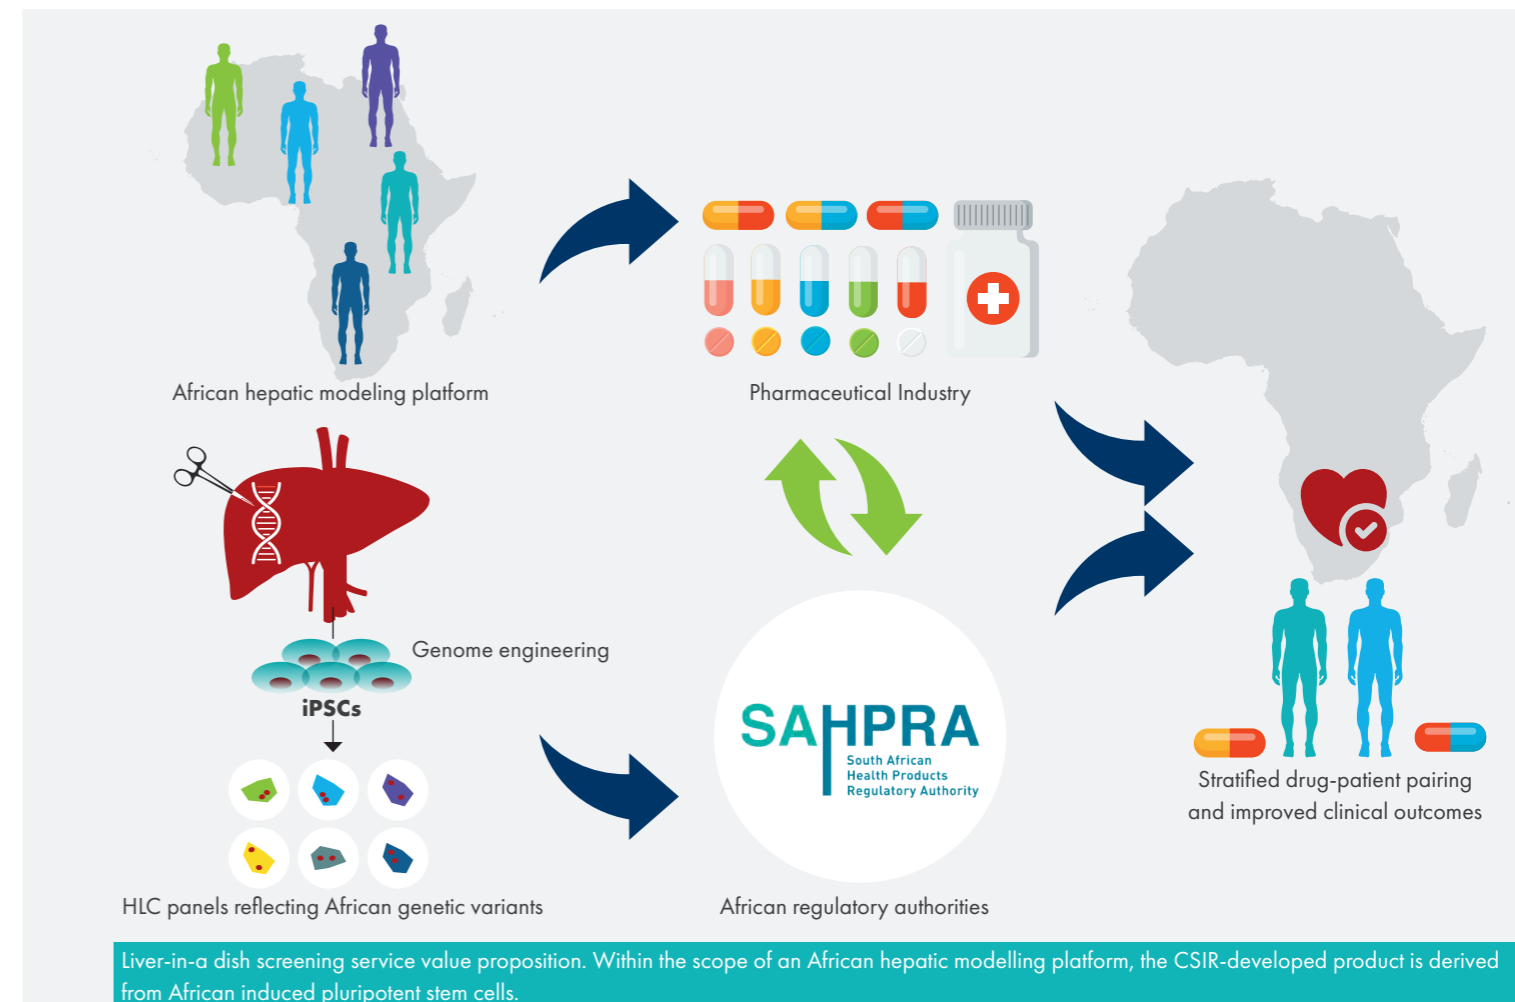 African hepatic modeling platform
Pharmaceutical Industry
Genome engineering
iPSCs
HLC panels reflecting African genetic variants
SAHPRA
South African
Health Products
Regulatory Authority
African regulatory authorities
Stratified drug-patient pairing
and improved clinical outcomes
Liver-in-a dish screening service value proposition. Within the scope of an African hepatic modelling platform, the CSIR-developed product is derived
from African induced pluripotent stem cells.